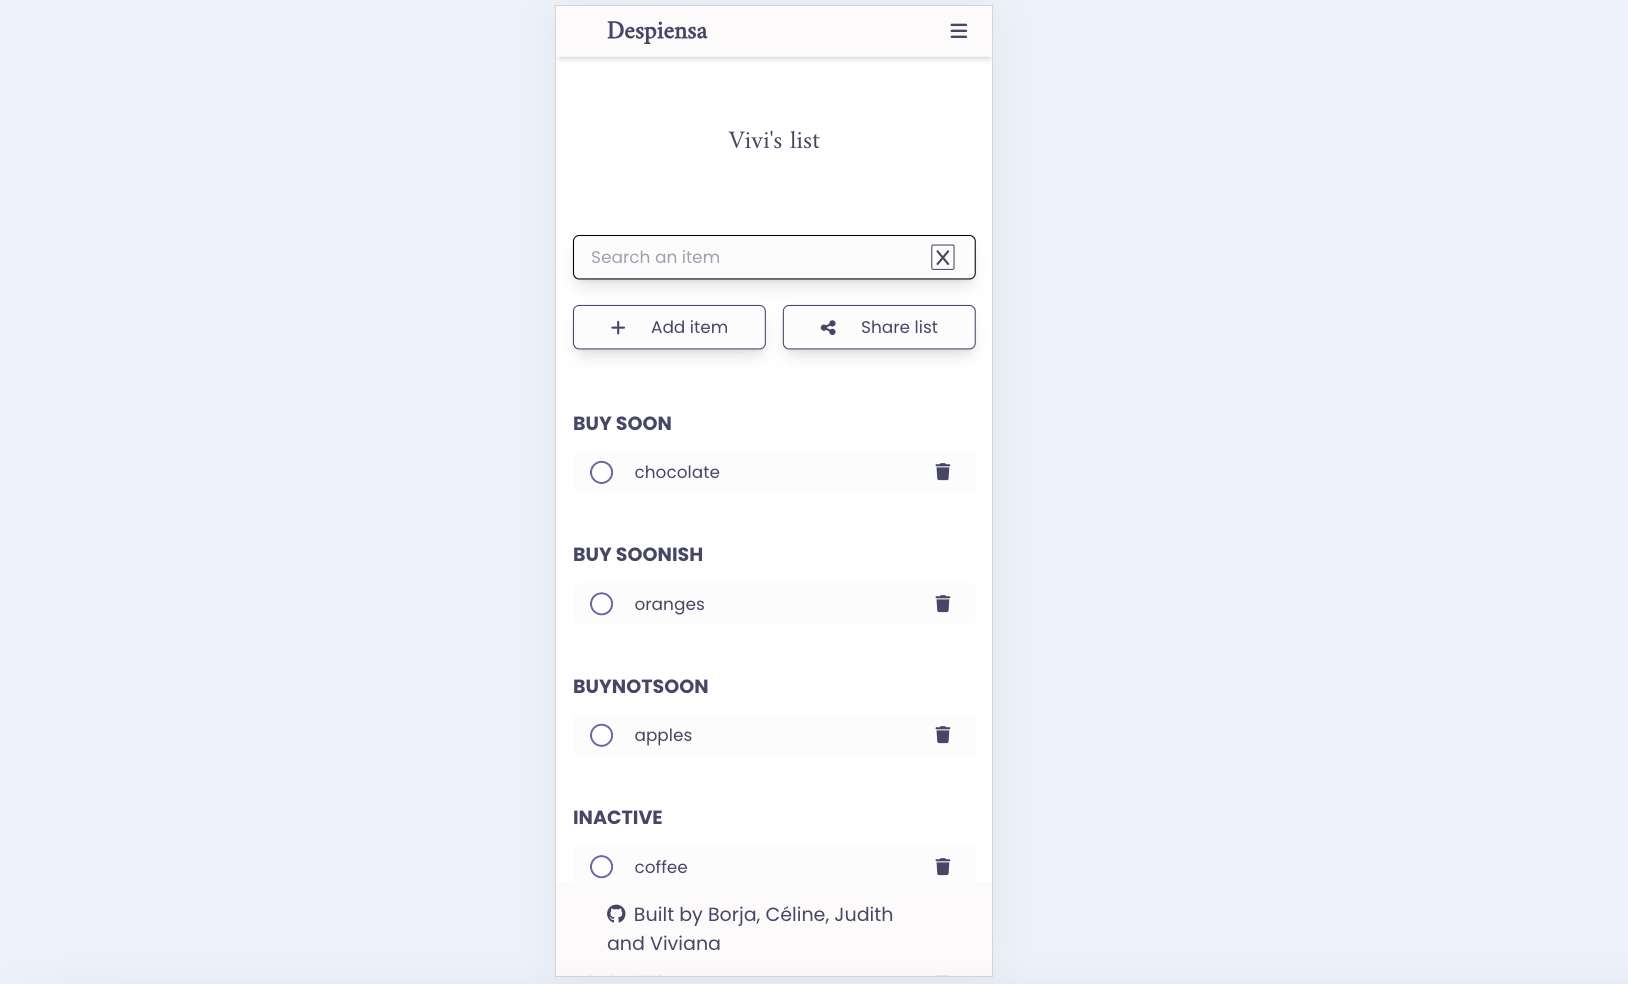 Despiensa
Vivi's list
Search an item
X
Add item
Share list
BUY SOON
chocolate
BUY SOONISH
oranges
BUYNOTSOON
apples
INACTIVE
coffee
Built by Borja, Céline, Judith
and Viviana